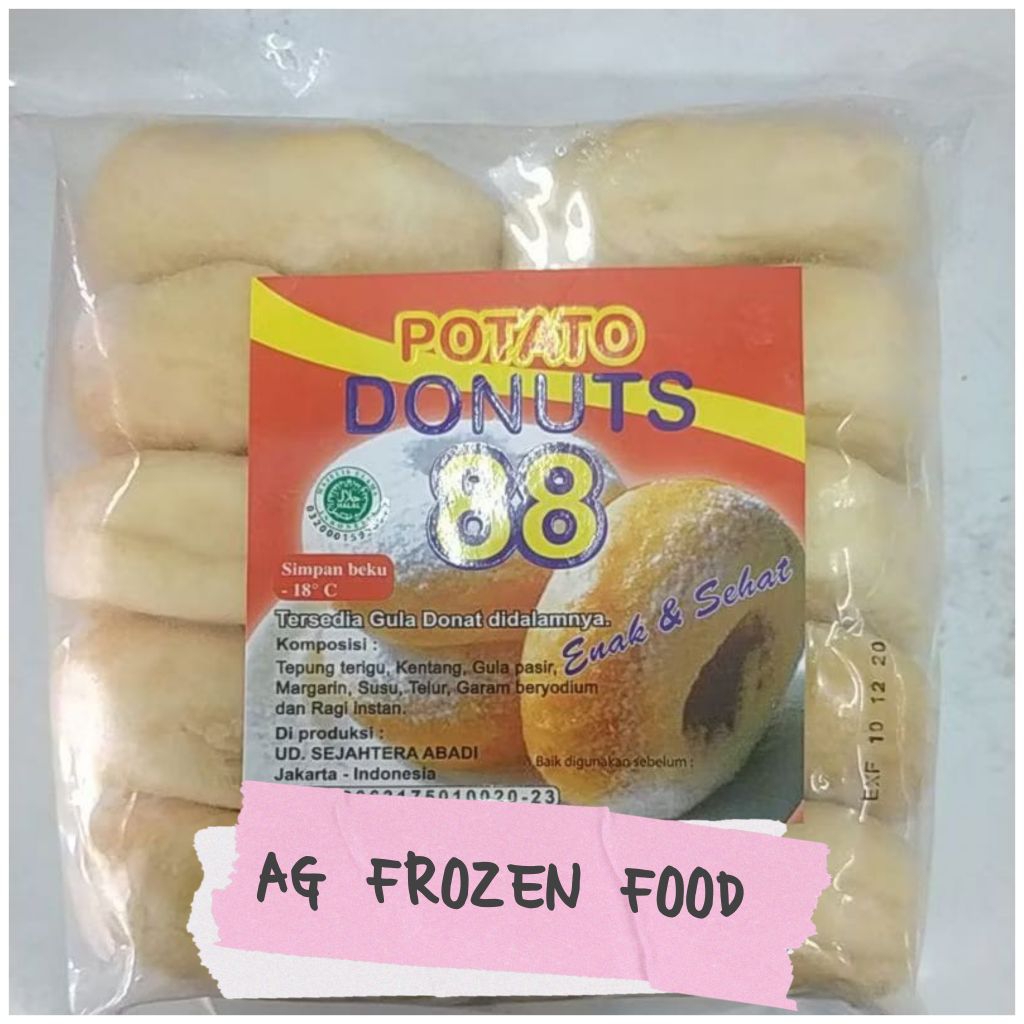 POTATO
DONUTS
88
HALAL
Simpan beku
- 18° C
Tersedia Gula Donat didalamnya.
Enak & Sehat
Komposisi :
Tepung terigu, Kentang, Gula pasir,
Margarin, Susu, Telur, Garam beryodium
dan Ragi Instan.
Di produksi :
UD. SEJAHTERA ABADI
Jakarta - Indonesia
Baik digunakan sebelum :
EXP 10 12 20
AG FROZEN FOOD